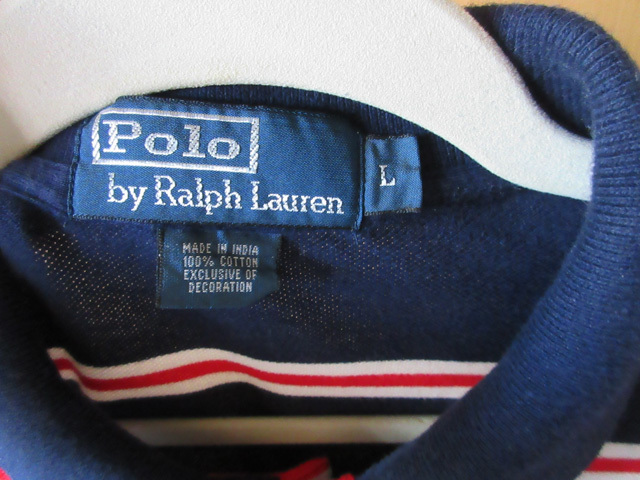 Polo
by Ralph Lauren
L
MADE IN INDIA
100% COTTON
EXCLUSIVE OF
DECORATION